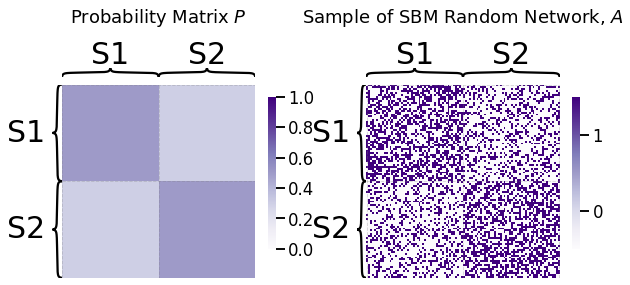 Probability Matrix P
S1 S2
S1
S2
1.0
0.8
0.6
0.4
0.2
0.0
Sample of SBM Random Network, A
S1 S2
S1
S2
1
0